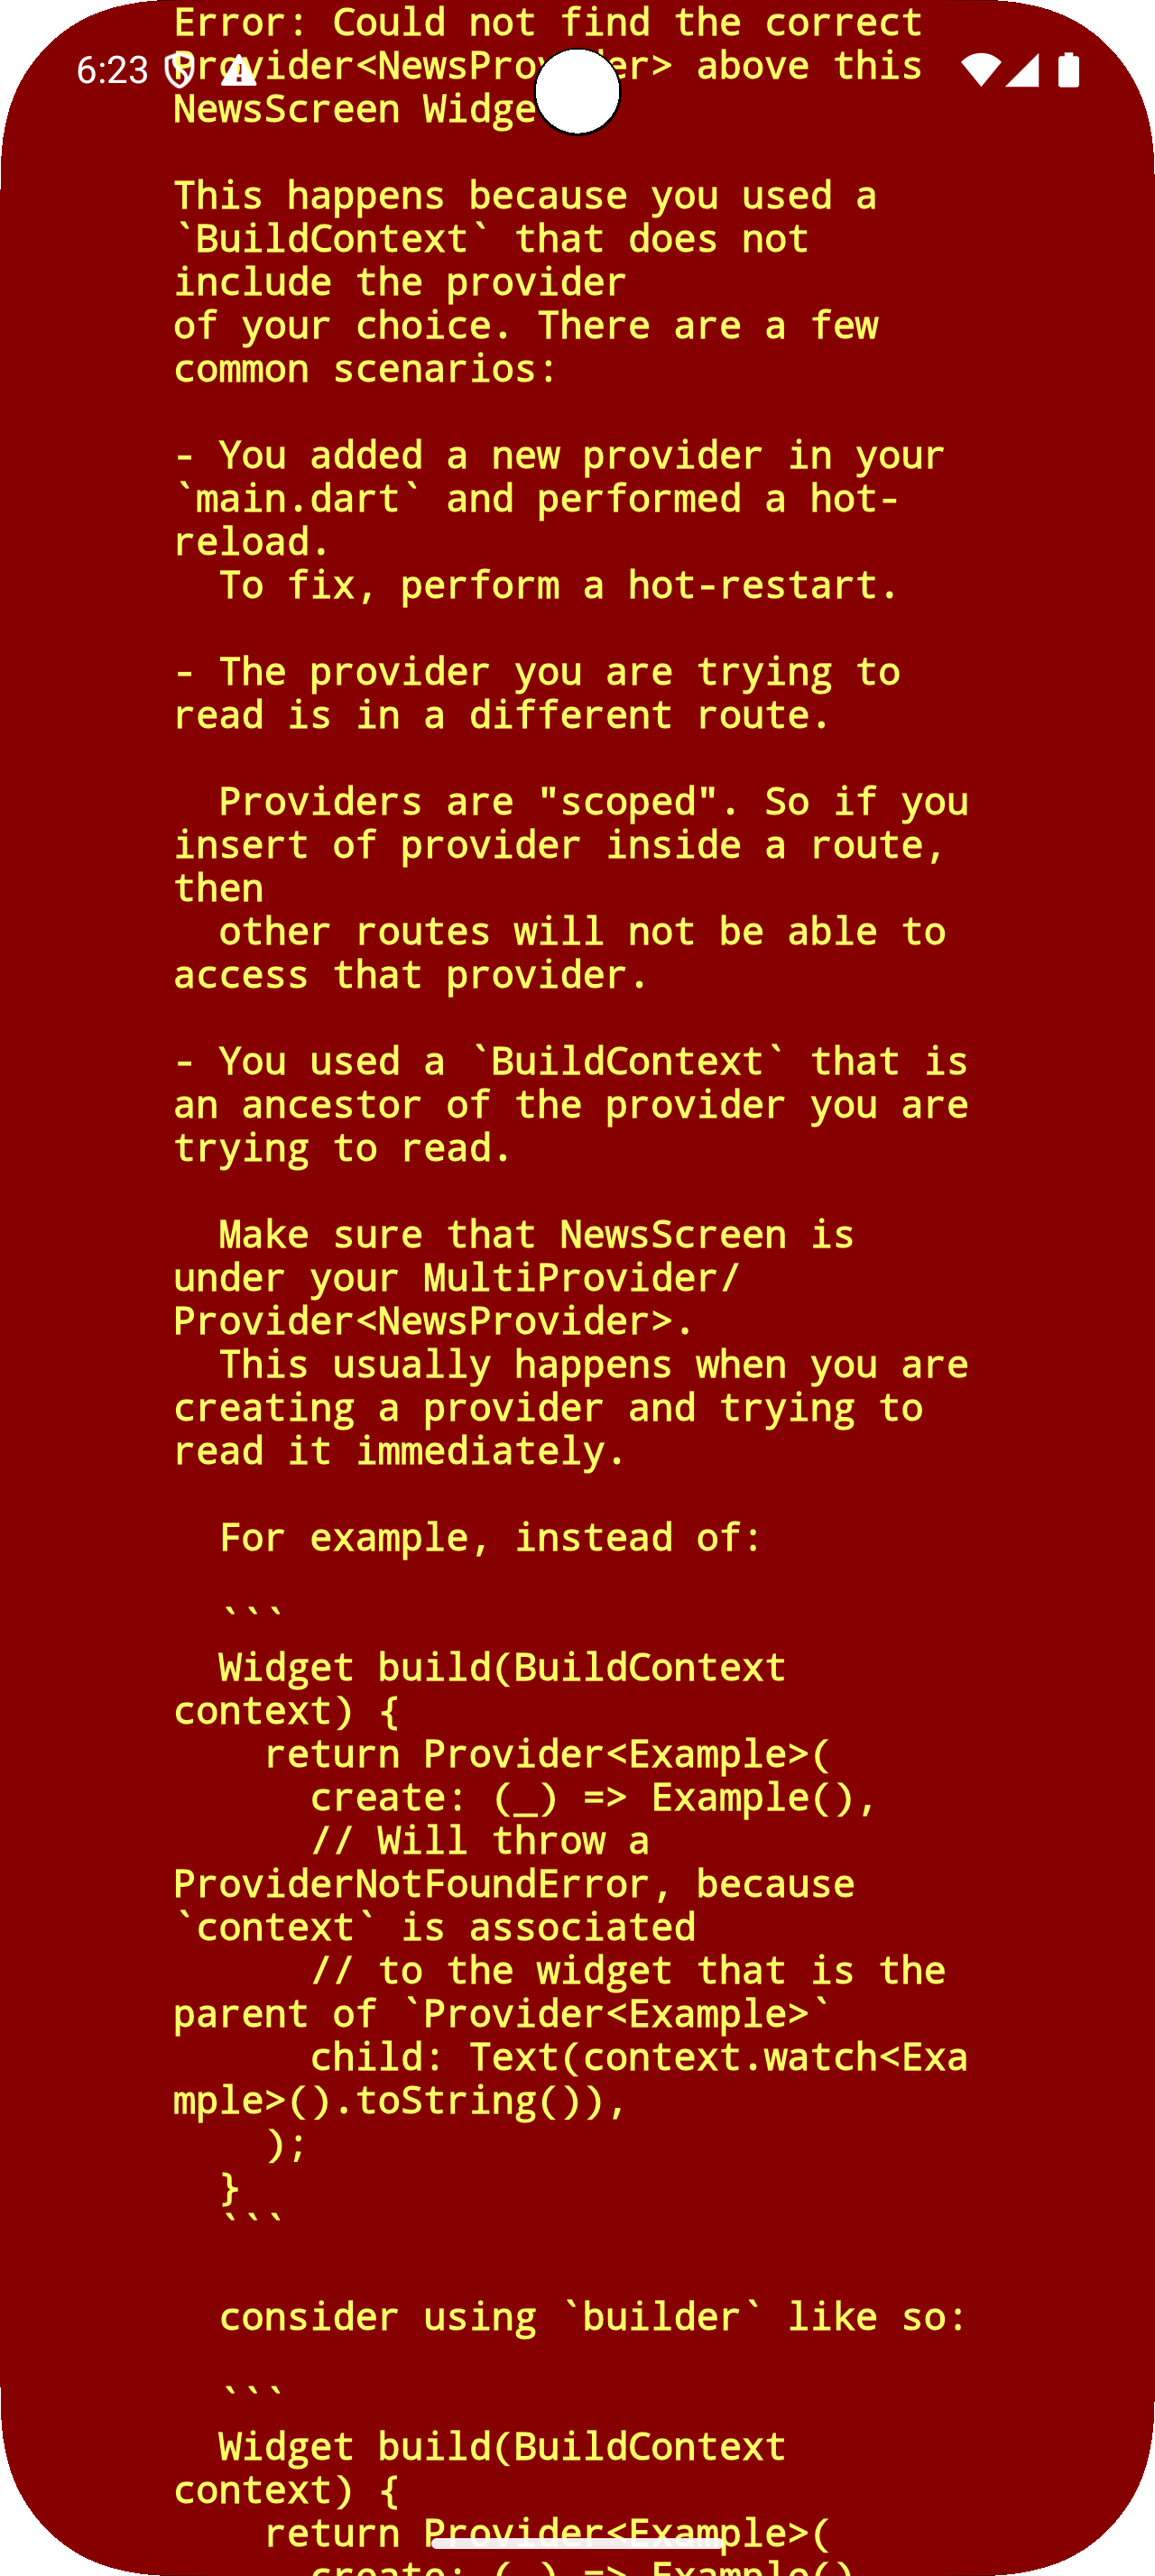 Error: Could not find the correct
6:23
Provider<NewsProvider> above this
NewsScreen Widge

This happens because you used a
`BuildContext` that does not
include the provider
of your choice. There are a few
common scenarios:

- You added a new provider in your
`main.dart` and performed a hot-
reload.
  To fix, perform a hot-restart.

- The provider you are trying to
read is in a different route.

  Providers are "scoped". So if you
insert of provider inside a route,
then
  other routes will not be able to
access that provider.

- You used a `BuildContext` that is
an ancestor of the provider you are
trying to read.

  Make sure that NewsScreen is
under your MultiProvider/
Provider<NewsProvider>.
  This usually happens when you are
creating a provider and trying to
read it immediately.

  For example, instead of:

  ```
  Widget build(BuildContext
context) {
    return Provider<Example>(
      create: (_) => Example(),
      // Will throw a
ProviderNotFoundError, because
`context` is associated
      // to the widget that is the
parent of `Provider<Example>`
      child: Text(context.watch<Exa
mple>().toString()),
    );
  }
  ```

  consider using `builder` like so:

  ```
  Widget build(BuildContext
context) {
    return Provider<Example>(
      create: (_) => Example()